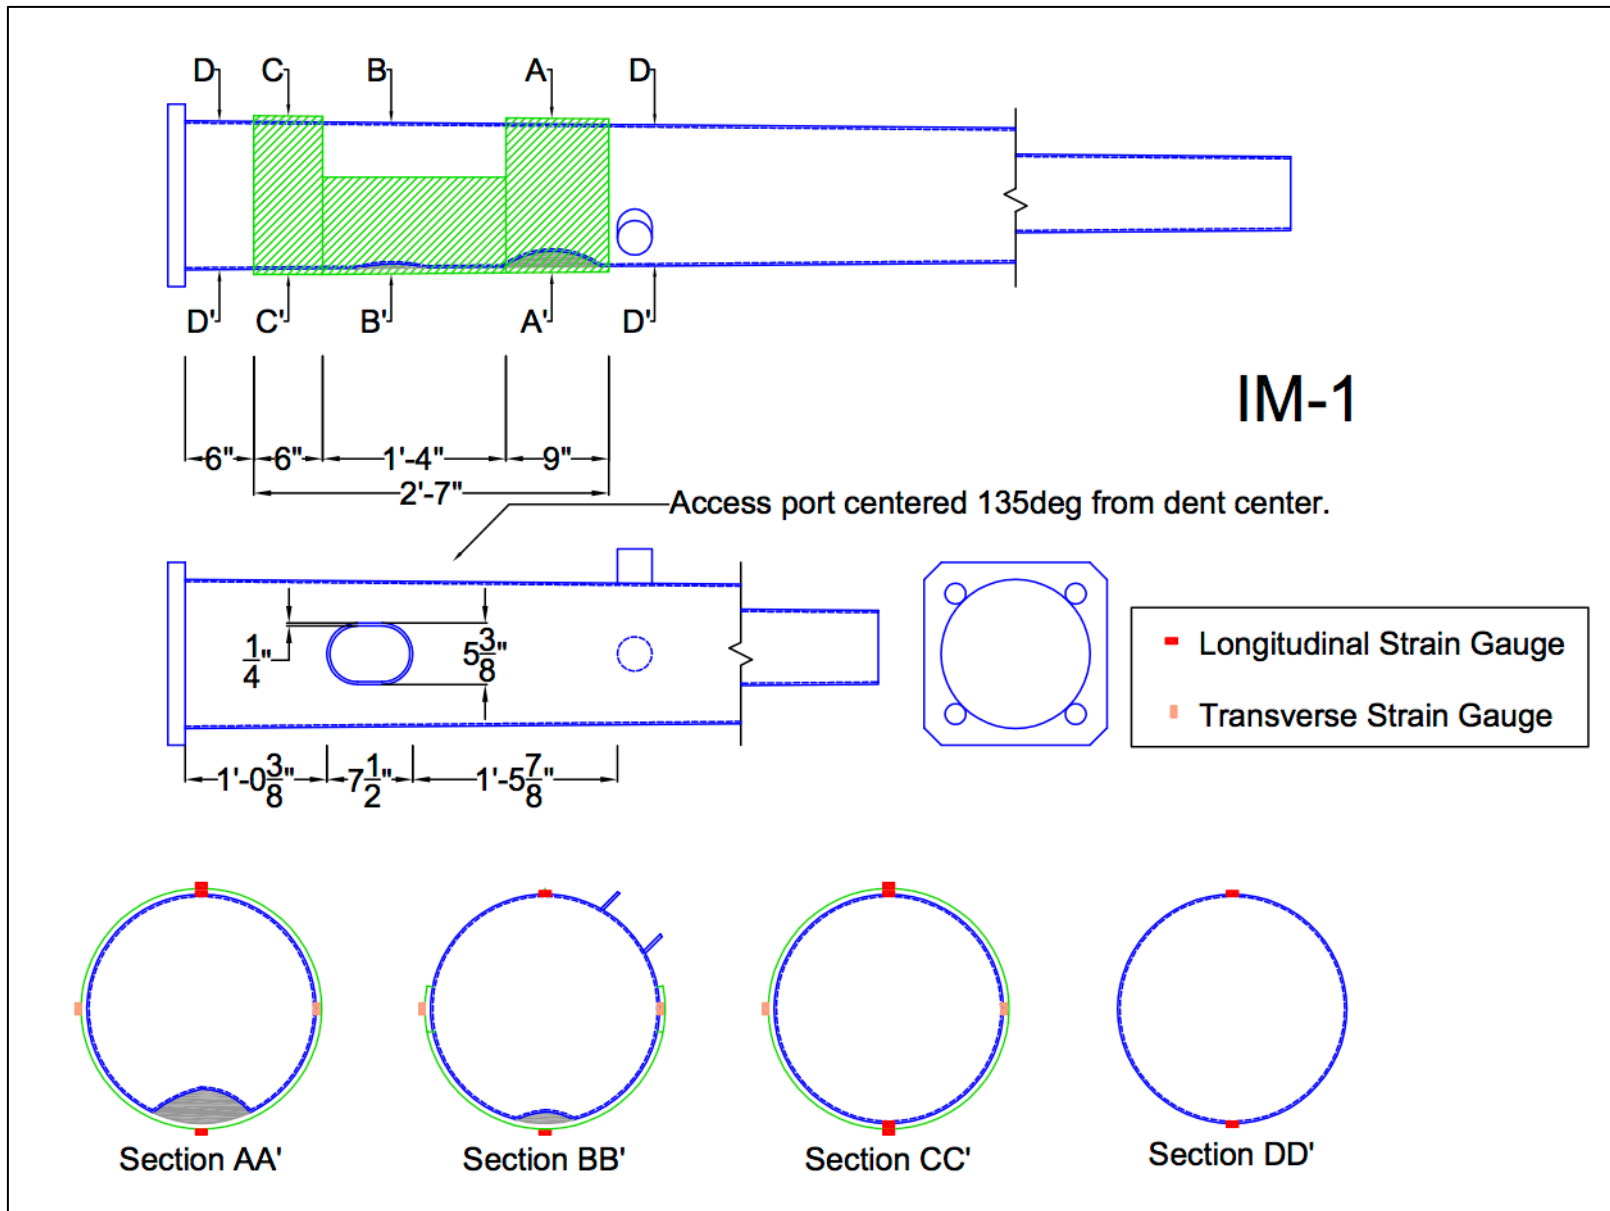 D C B A D
D' C' B' A' D'
6" 6" 1'-4" 9"
2'-7"
IM-1
Access port centered 135deg from dent center.
1/4" 5 3/8"
1'-0 3/8" 7 1/2" 1'-5 7/8"
Longitudinal Strain Gauge
Transverse Strain Gauge
Section AA' Section BB' Section CC' Section DD'